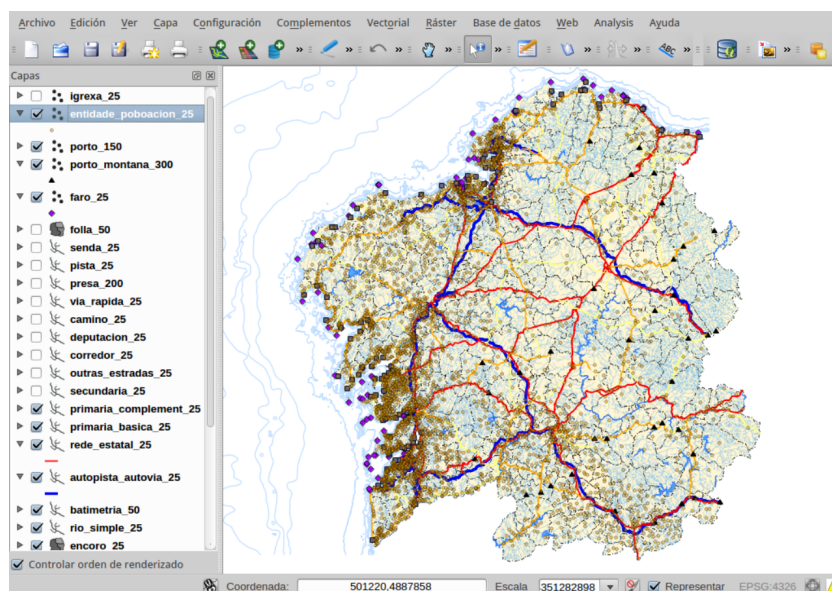 Archivo Edición Ver Capa Configuración Complementos Vectorial Ráster Base de datos Web Analysis Ayuda
» » » » » » ABC » » »
Capas
igrexa_25
entidade_poboacion_25
porto_150
porto_montana_300
faro_25
folla_50
senda_25
pista_25
presa_200
via_rapida_25
camino_25
deputacion_25
corredor_25
outras_estradas_25
secundaria_25
primaria_complement_25
primaria_basica_25
rede_estatal_25
autopista_autovia_25
batimetria_50
rio_simple_25
encoro_25
Controlar orden de renderizado
Coordenada: 501220,4887858 Escala 351282898 Representar EPSG:4326